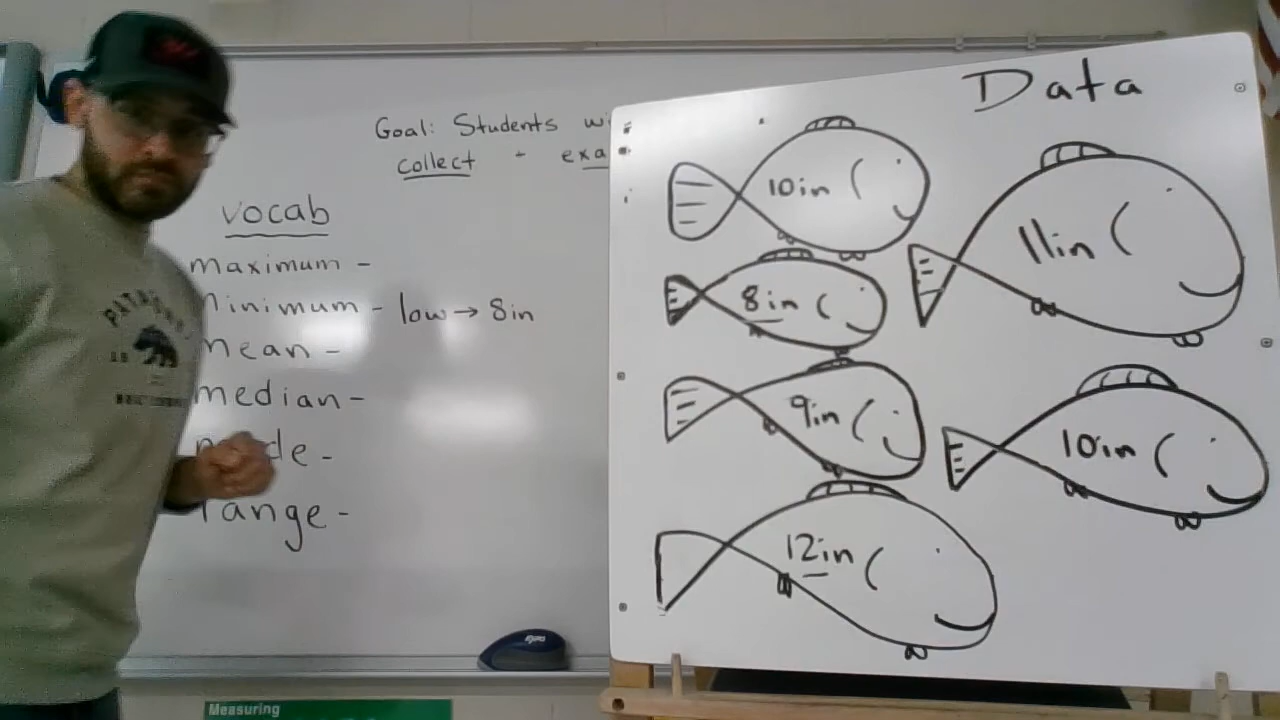 Data
Goal: Students
collect -
vocab
maximum -
minimum - low → 8in
mean -
median -
range -
10in
11in
8in
9in
10in
12in
EXPO
Measuring